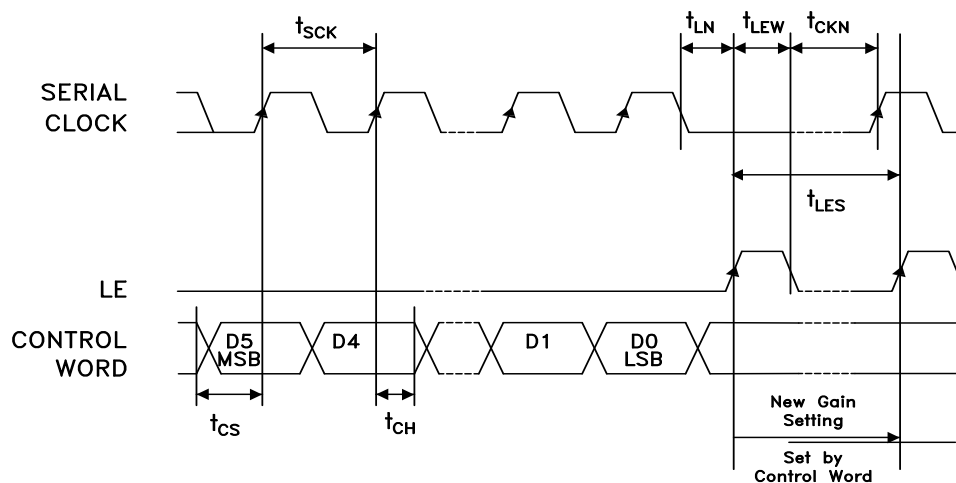 tSCK
tLN
tLEW
tCKN
SERIAL
CLOCK
tLES
LE
CONTROL
WORD
D5
MSB
D4
D1
D0
LSB
tCS
tCH
New Gain
Setting
Set by
Control Word